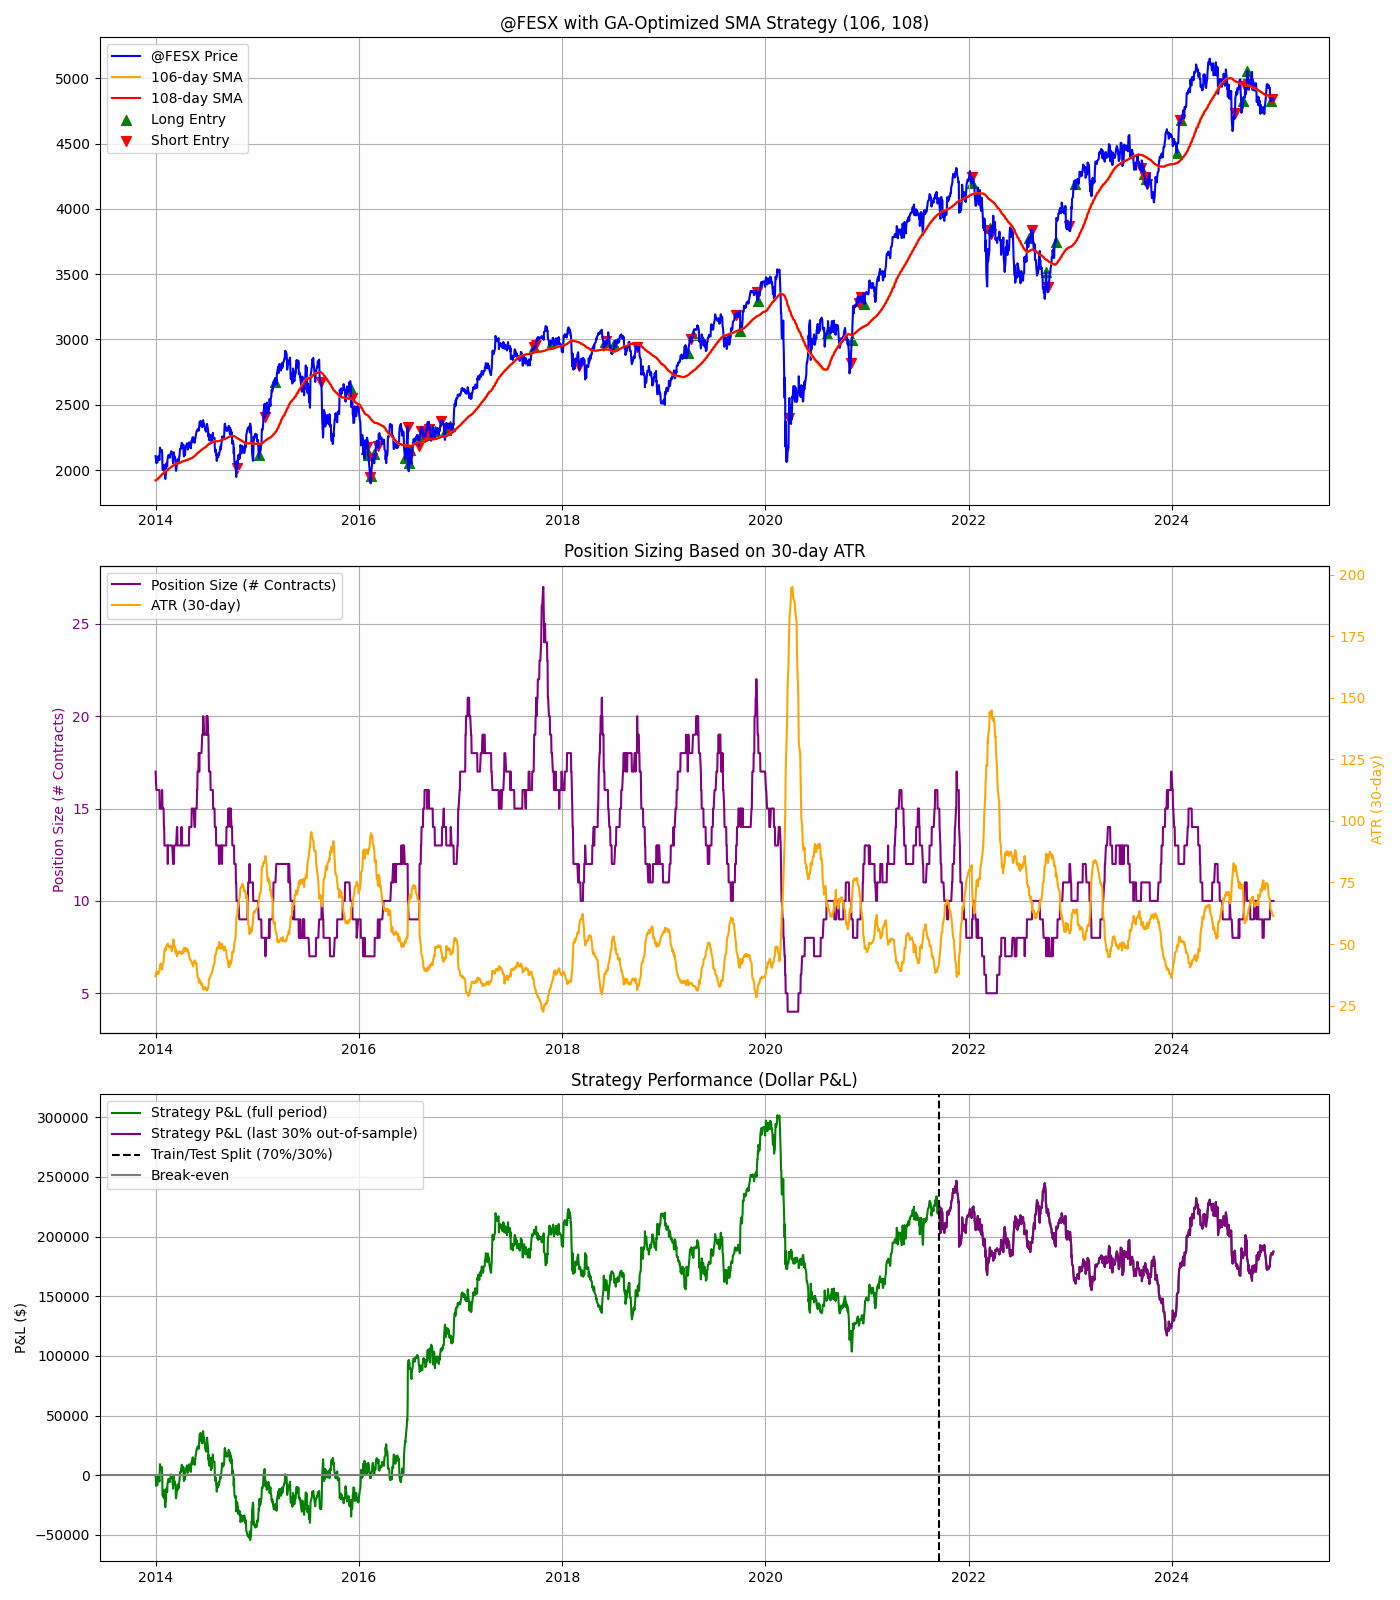 @FESX with GA-Optimized SMA Strategy (106, 108)
@FESX Price
106-day SMA
108-day SMA
Long Entry
Short Entry
5000
4500
4000
3500
3000
2500
2000
2014 2016 2018 2020 2022 2024
Position Sizing Based on 30-day ATR
Position Size (# Contracts)
ATR (30-day)
Position Size (# Contracts)
25
20
15
10
5
200
175
150
125
100
75
50
25
ATR (30-day)
2014 2016 2018 2020 2022 2024
Strategy Performance (Dollar P&L)
Strategy P&L (full period)
Strategy P&L (last 30% out-of-sample)
Train/Test Split (70%/30%)
Break-even
P&L ($)
300000
250000
200000
150000
100000
50000
0
−50000
2014 2016 2018 2020 2022 2024